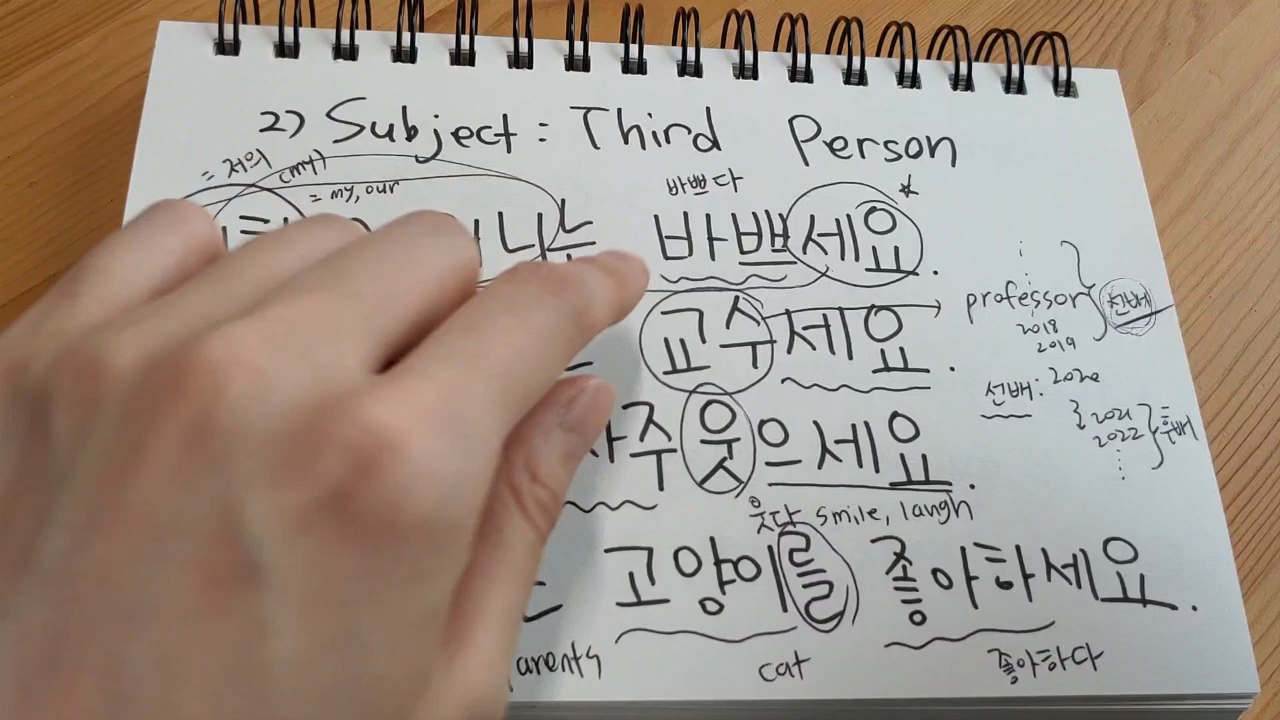 2) Subject: Third Person
= 저의 (my)
= my, our
바쁘다
는 바쁘세요.
교수세요.
professor
2018
2019
선배
선배: 2020
2021
2022
후배
자주 웃으세요.
웃다 smile, laugh
고양이를 좋아하세요.
cat
좋아하다